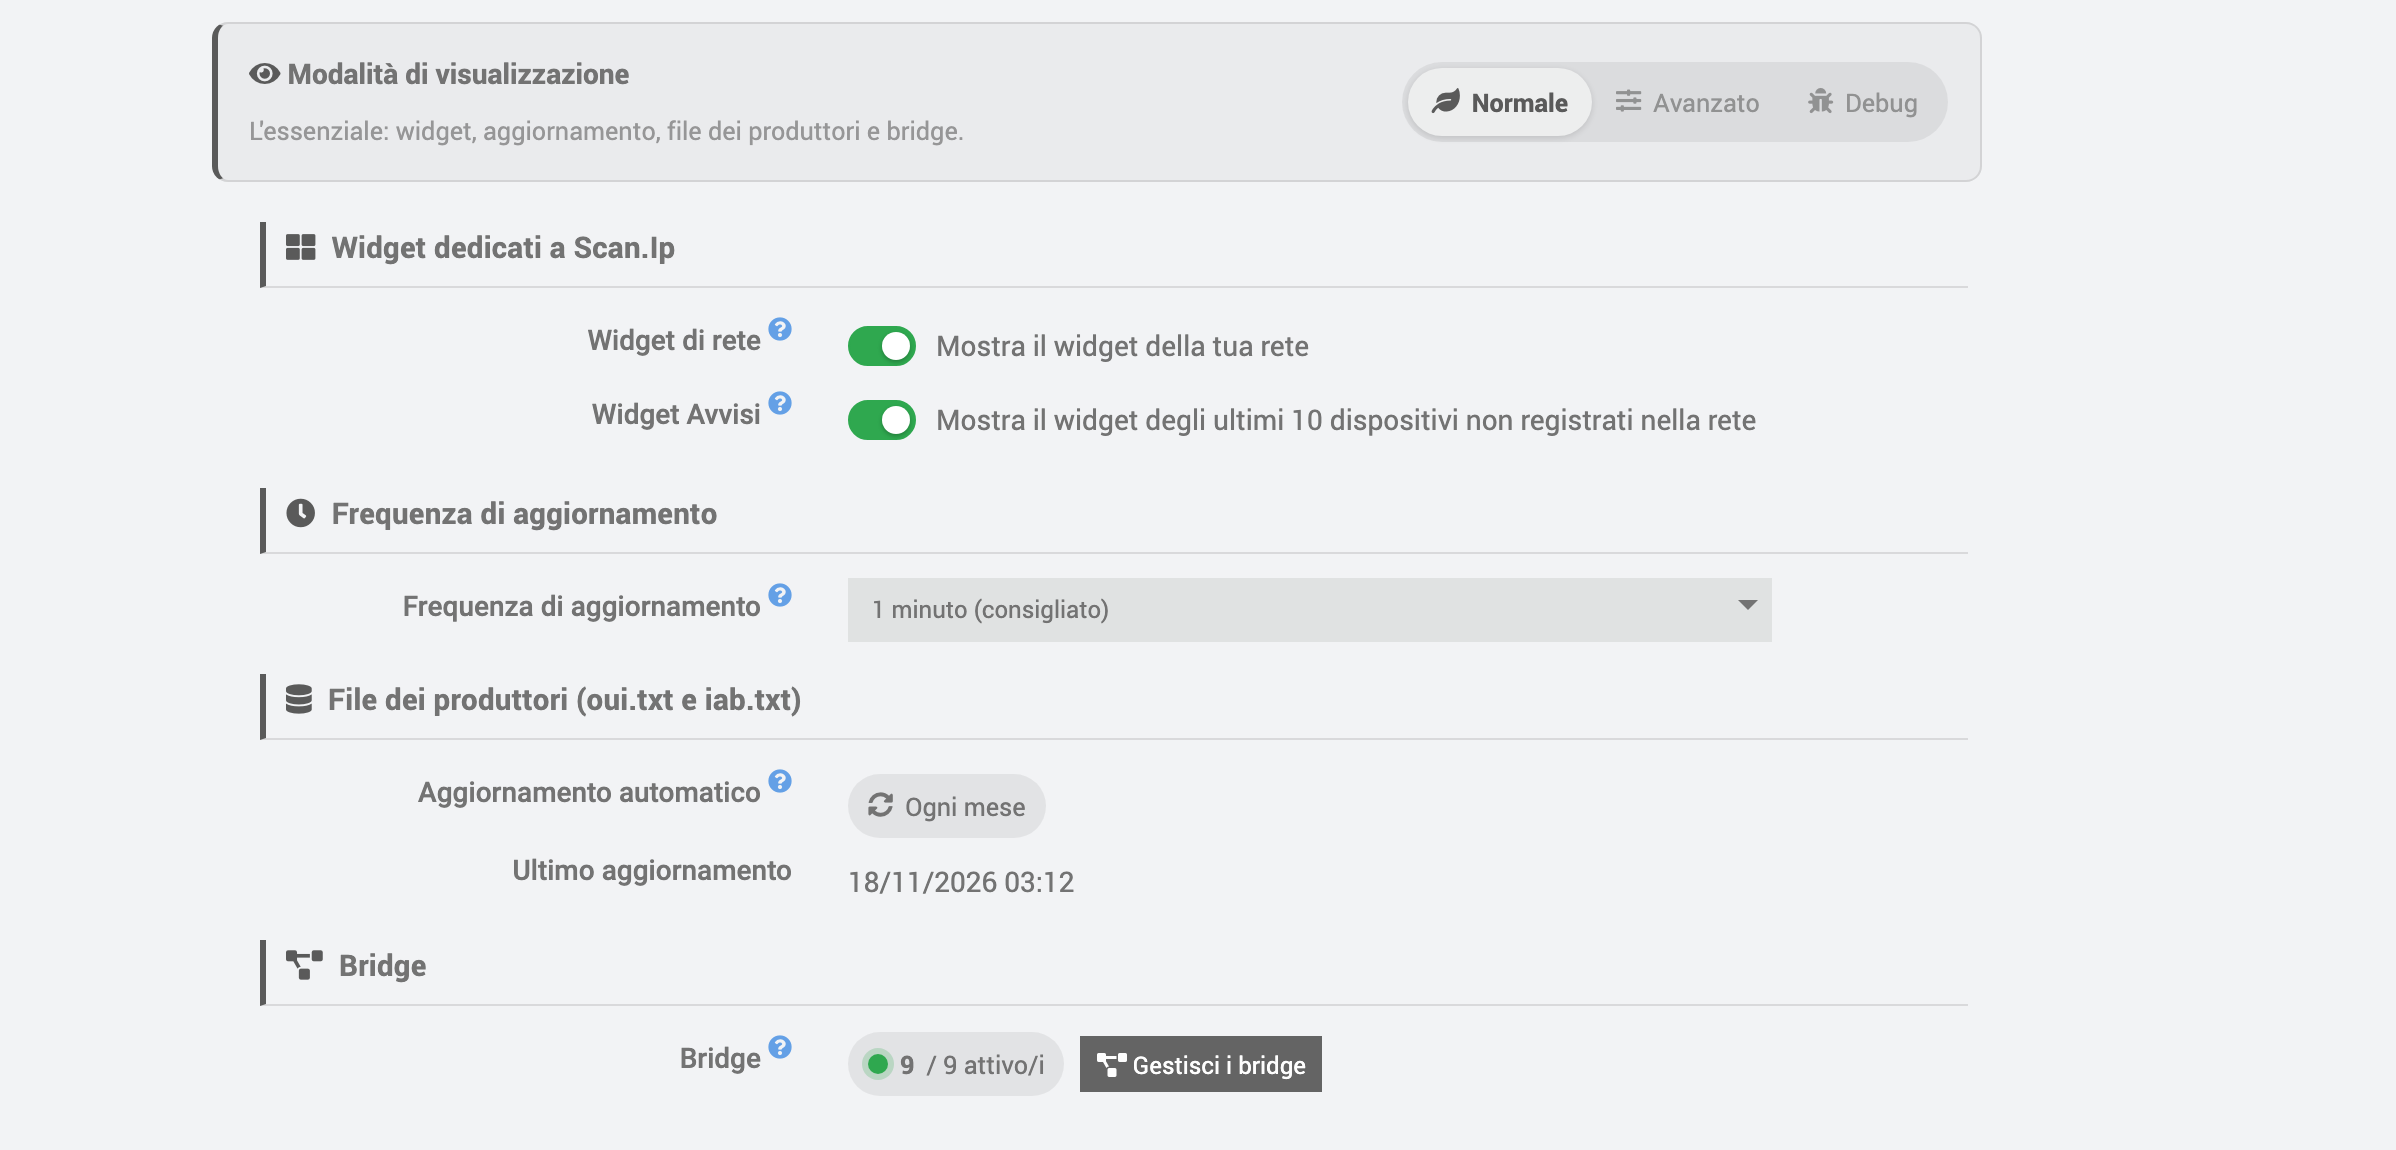 Modalità di visualizzazione
L'essenziale: widget, aggiornamento, file dei produttori e bridge.
Normale
Avanzato
Debug
Widget dedicati a Scan.Ip
Widget di rete ?
Mostra il widget della tua rete
Widget Avvisi ?
Mostra il widget degli ultimi 10 dispositivi non registrati nella rete
Frequenza di aggiornamento
Frequenza di aggiornamento ?
1 minuto (consigliato)
File dei produttori (oui.txt e iab.txt)
Aggiornamento automatico ?
Ogni mese
Ultimo aggiornamento
18/11/2026 03:12
Bridge
Bridge ?
9 / 9 attivo/i
Gestisci i bridge